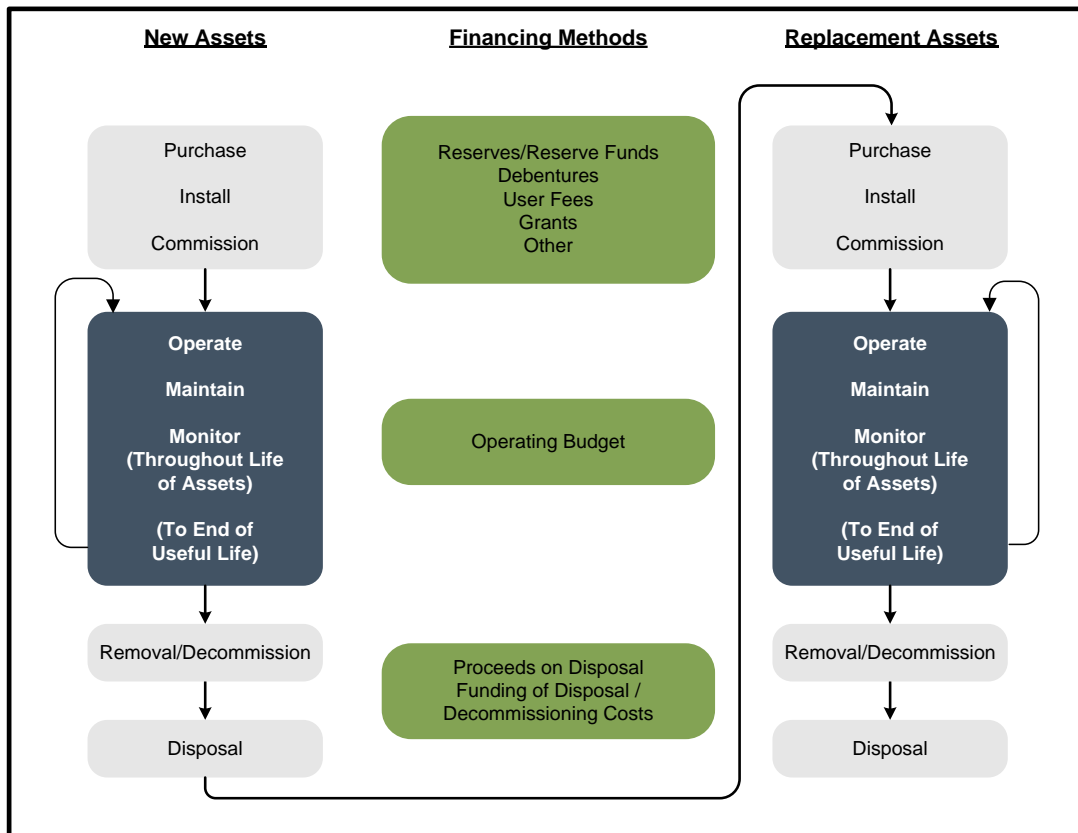 New Assets
Financing Methods
Replacement Assets
Purchase
Install
Commission
Operate
Maintain
Monitor
(Throughout Life
of Assets)
(To End of
Useful Life)
Removal/Decommission
Disposal
Reserves/Reserve Funds
Debentures
User Fees
Grants
Other
Operating Budget
Proceeds on Disposal
Funding of Disposal /
Decommissioning Costs
Purchase
Install
Commission
Operate
Maintain
Monitor
(Throughout Life
of Assets)
(To End of
Useful Life)
Removal/Decommission
Disposal